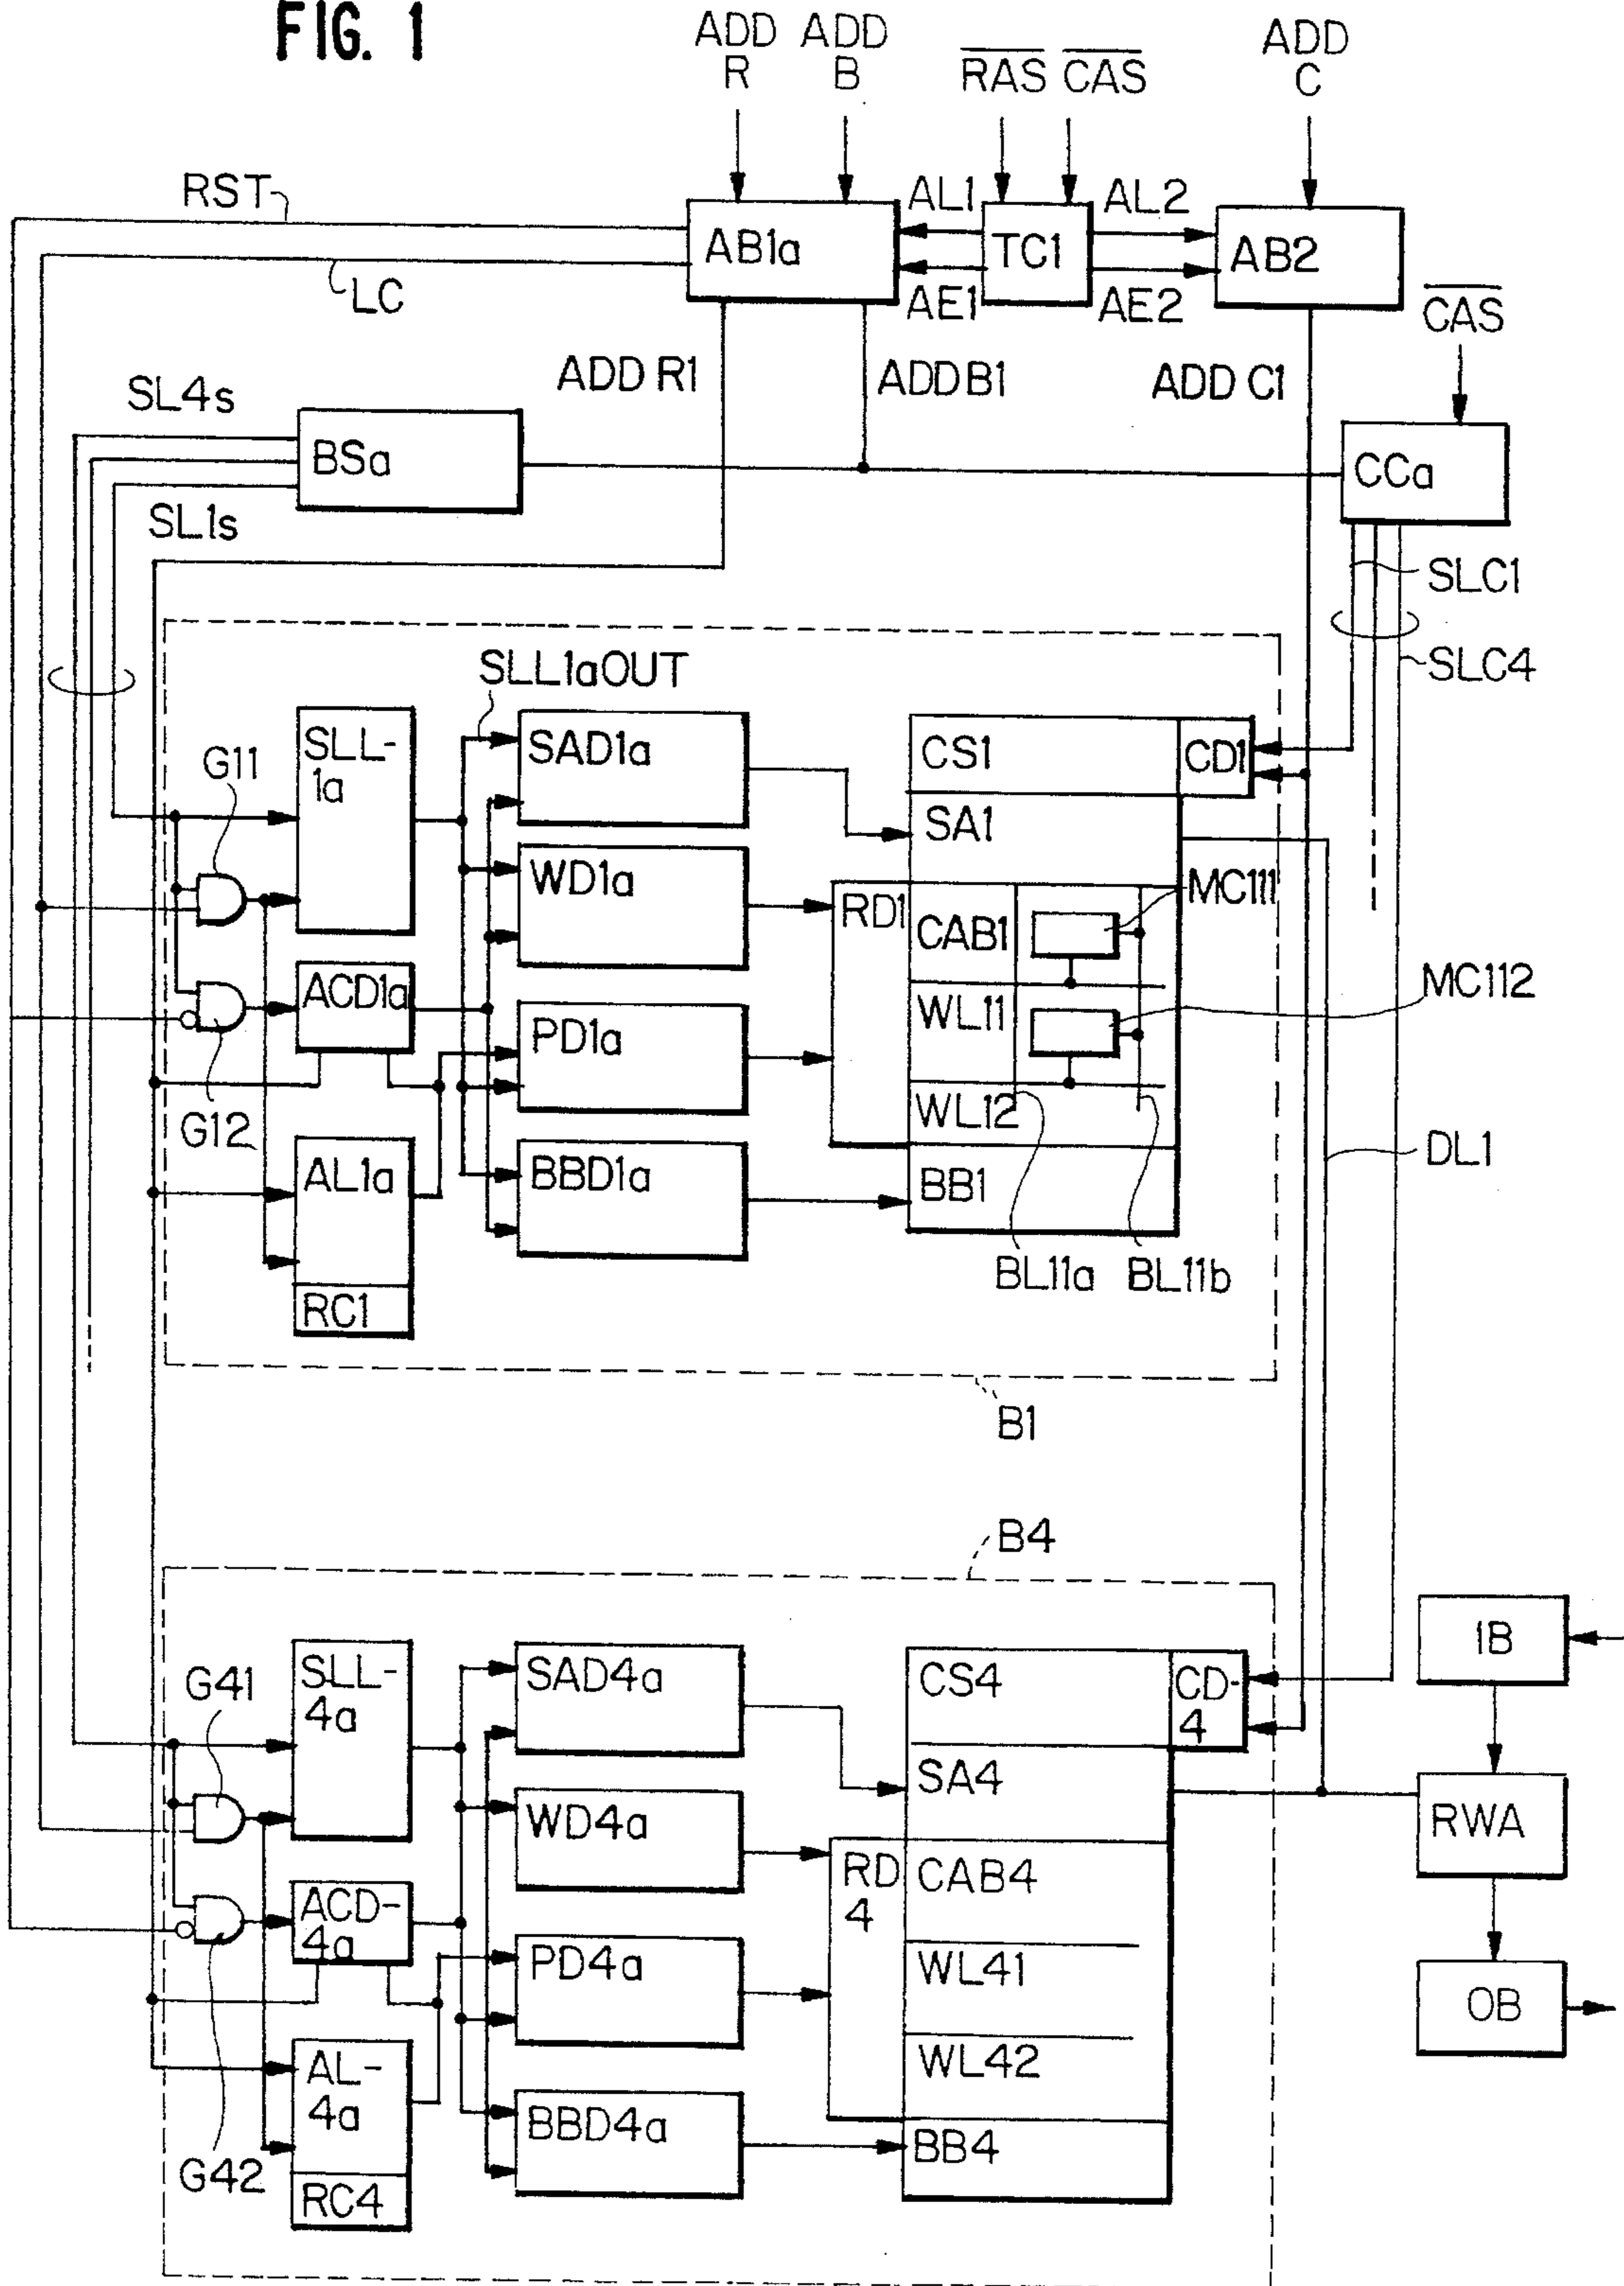 FIG. 1
ADD R
ADD B
RAS
CAS
ADD C
RST
LC
AB1a
AL1
AE1
TC1
AL2
AE2
AB2
CAS
ADD R1
ADD B1
ADD C1
SL4s
BSa
CCa
SL1s
SLC1
SLC4
SLL1aOUT
G11
SLL-1a
SAD1a
CS1
CD1
SA1
WD1a
RD1
CAB1
MC111
ACD1a
WL11
MC112
PD1a
G12
WL12
AL1a
BBD1a
BB1
DL1
BL11a
BL11b
RC1
B1
B4
IB
G41
SLL-4a
SAD4a
CS4
CD-4
SA4
WD4a
RWA
RD4
CAB4
ACD-4a
PD4a
WL41
OB
AL-4a
WL42
BBD4a
BB4
G42
RC4